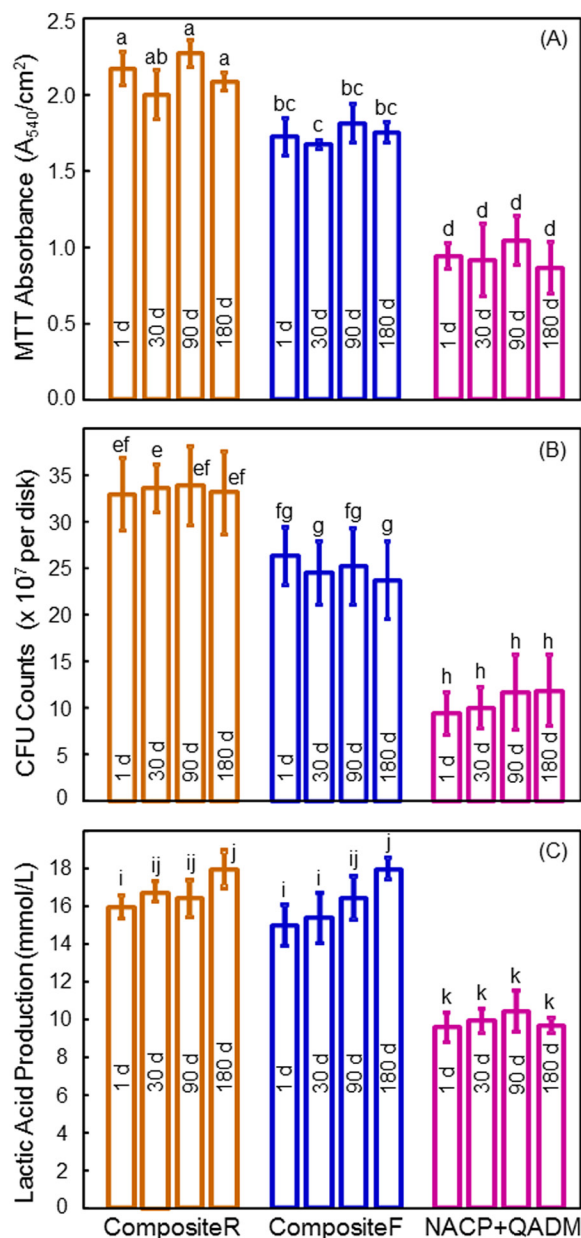 (A)
MTT Absorbance (A540/cm²)
2.5
2.0
1.5
1.0
0.5
0.0
a ab a a
bc c bc bc
d d d d
1 d 30 d 90 d 180 d
1 d 30 d 90 d 180 d
1 d 30 d 90 d 180 d
(B)
CFU Counts (x 10⁷ per disk)
35
30
25
20
15
10
5
0
ef e ef ef
fg g fg g
h h h h
1 d 30 d 90 d 180 d
1 d 30 d 90 d 180 d
1 d 30 d 90 d 180 d
(C)
Lactic Acid Production (mmol/L)
18
16
14
12
10
8
6
4
2
0
i ij ij j
i i ij j
k k k k
1 d 30 d 90 d 180 d
1 d 30 d 90 d 180 d
1 d 30 d 90 d 180 d
CompositeR CompositeF NACP+QADM